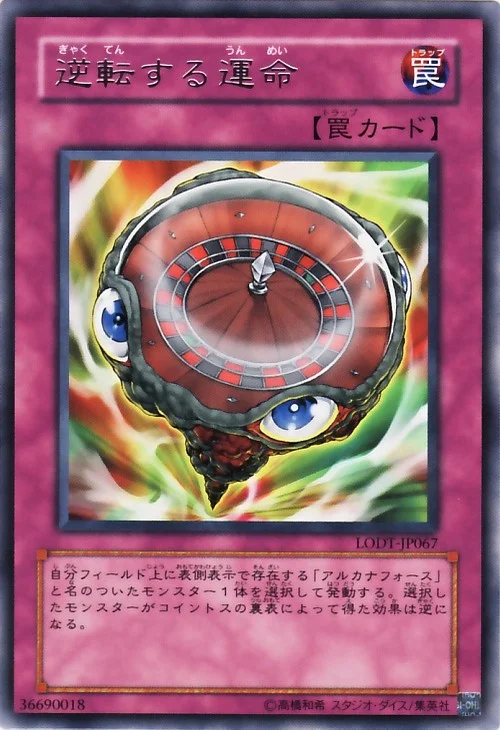 逆転する運命
罠
【罠カード】
LODT-JP067
自分フィールド上に表側表示で存在する「アルカナフォース」
と名のついたモンスター1体を選択して発動する。選択し
たモンスターがコイントスの裏表によって得た効果は逆に
なる。
36690018
©高橋和希 スタジオ・ダイス/集英社